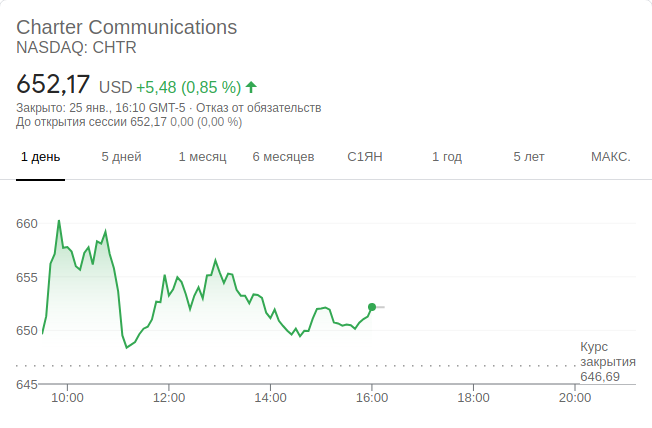 Charter Communications
NASDAQ: CHTR
652,17 USD +5,48 (0,85 %)
Закрыто: 25 янв., 16:10 GMT-5 · Отказ от обязательств
До открытия сессии 652,17 0,00 (0,00 %)
1 день 5 дней 1 месяц 6 месяцев С1ЯН 1 год 5 лет МАКС.
660
655
650
645
Курс
закрытия
646,69
10:00 12:00 14:00 16:00 18:00 20:00